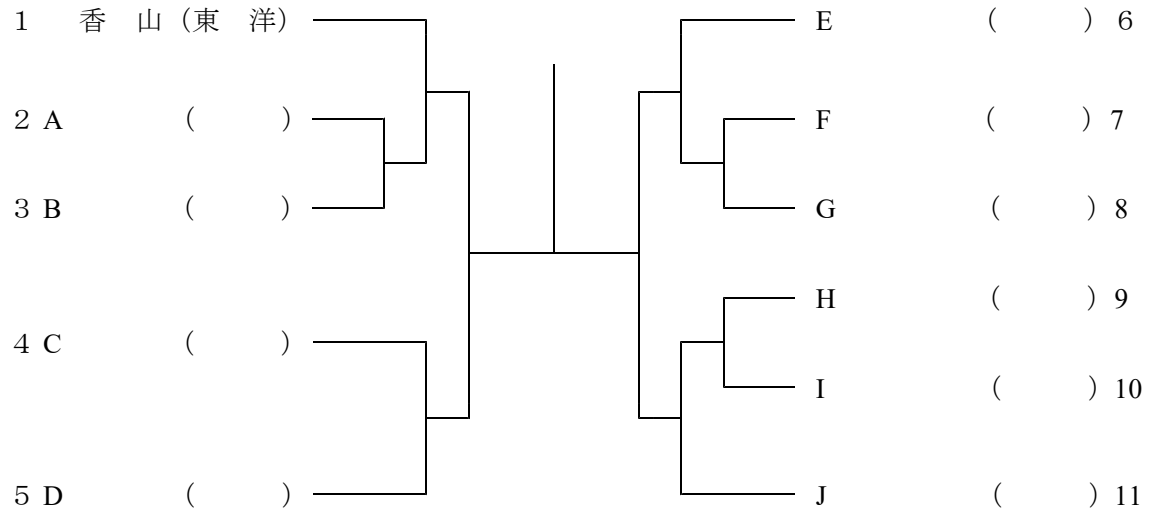 １　香　山（東　洋）
２ A　　　　（　　　）
３ B　　　　（　　　）
４ C　　　　（　　　）
５ D　　　　（　　　）
E　　　　　（　　　）６
F　　　　　（　　　）7
G　　　　　（　　　）8
H　　　　　（　　　）9
I　　　　　（　　　）10
J　　　　　（　　　）11